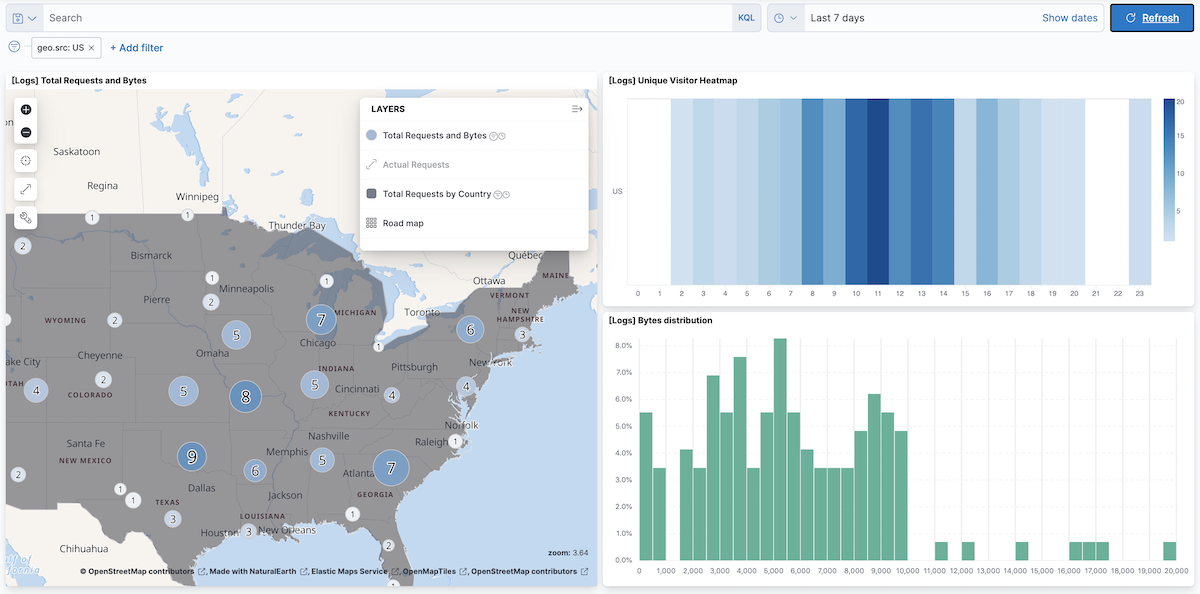 Search
KQL
Last 7 days
Show dates
Refresh
geo.src: US ×
+ Add filter
[Logs] Total Requests and Bytes
LAYERS
Total Requests and Bytes
Actual Requests
Total Requests by Country
Road map
Saskatoon
Regina
Winnipeg
1
1
Thunder Bay
2
Québec
Bismarck
MAINE
1
Minneapolis
1
Ottawa
Pierre
2
VERMONT
NEW
HAMPSHIRE
WYOMING
2
7
MICHIGAN
Toronto
6
3
5
Chicago
1
Omaha
Cheyenne
ake City
INDIANA
Pittsburgh
New York
UTAH
4
2
COLORADO
5
8
5
Cincinnati
4
4
KENTUCKY
Norfolk
Santa Fe
NEW MEXICO
Nashville
Raleigh
1
9
Memphis
6
5
Atlanta
7
2
Dallas
1
1
TEXAS
Jackson
GEORGIA
3
LOUISIANA
1
Houston
3
New Orleans
Chihuahua
2
zoom: 3.64
1
© OpenStreetMap contributors, Made with NaturalEarth, Elastic Maps Service, OpenMapTiles, OpenStreetMap contributors
[Logs] Unique Visitor Heatmap
20
15
10
5
US
0 1 2 3 4 5 6 7 8 9 10 11 12 13 14 15 16 17 18 19 20 21 22 23
[Logs] Bytes distribution
8.0%
7.0%
6.0%
5.0%
4.0%
3.0%
2.0%
1.0%
0.0%
0 1,000 2,000 3,000 4,000 5,000 6,000 7,000 8,000 9,000 10,000 11,000 12,000 13,000 14,000 15,000 16,000 17,000 18,000 19,000 20,000